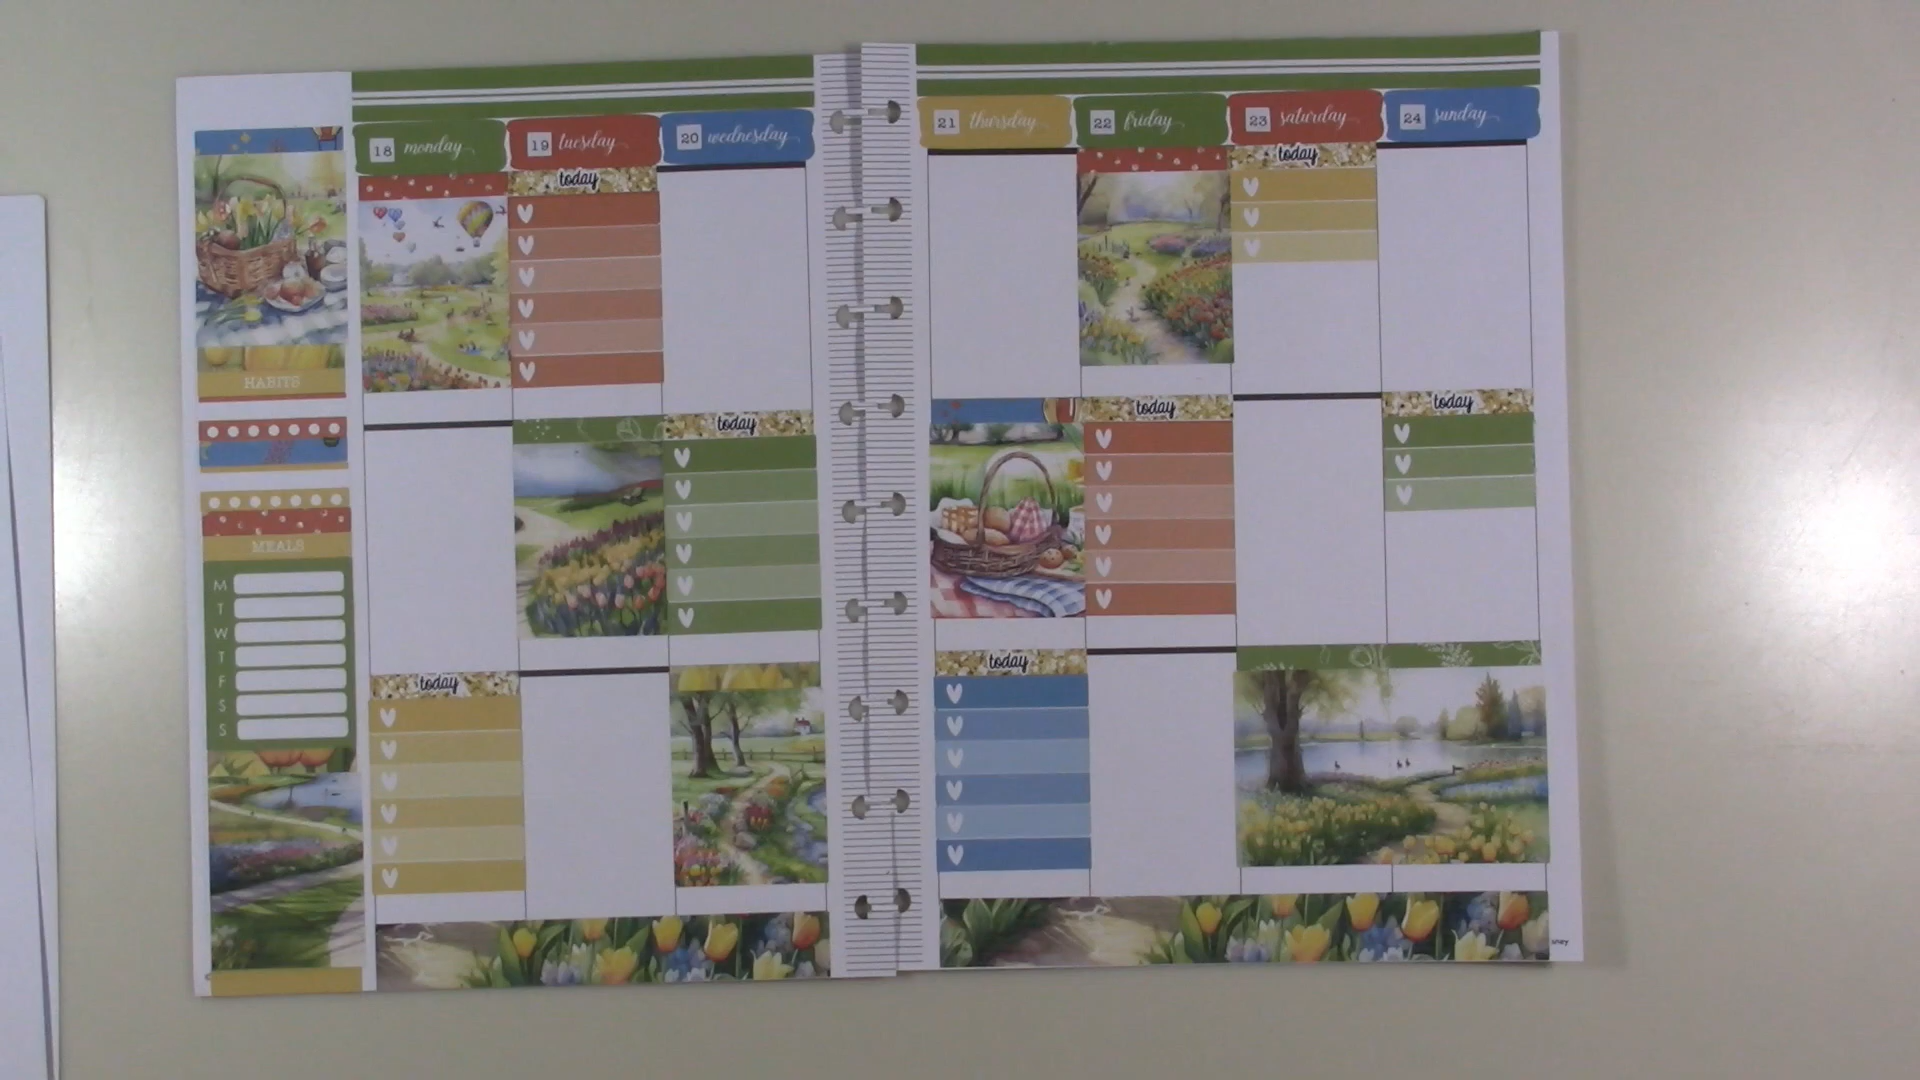 18 monday
19 tuesday
20 wednesday
21 thursday
22 friday
23 saturday
24 sunday
today
today
HABITS
today
today
today
MEALS
M
T
W
T
F
S
S
today
today